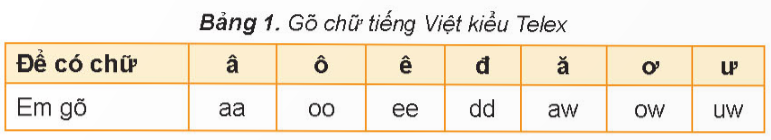 Bảng 1. Gõ chữ tiếng Việt kiểu Telex
Để có chữ â ô ê đ ă ơ ư
Em gõ aa oo ee dd aw ow uw